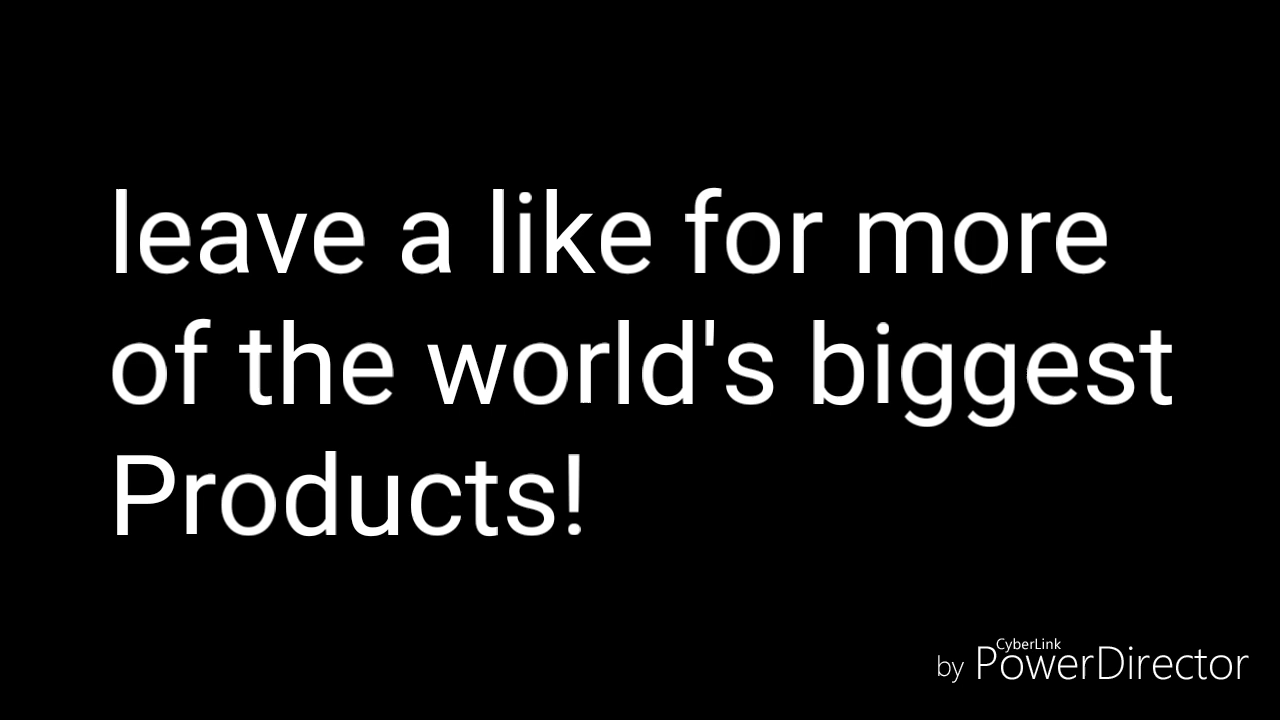 leave a like for more
of the world's biggest
Products!
CyberLink
by PowerDirector